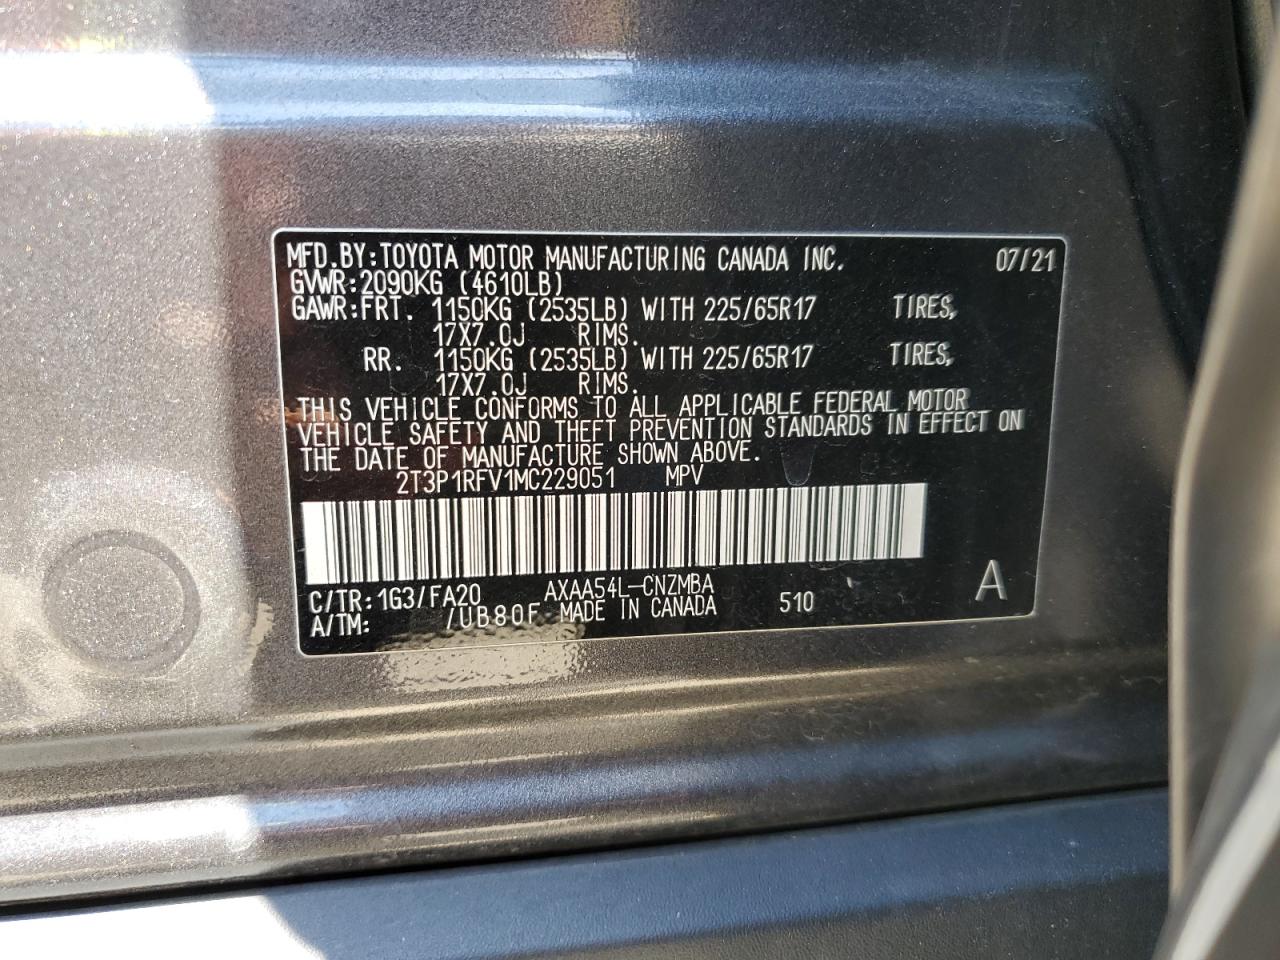 MFD.BY:TOYOTA MOTOR MANUFACTURING CANADA INC. 07/21
GVWR:2090KG (4610LB)
GAWR:FRT. 1150KG (2535LB) WITH 225/65R17 TIRES,
17X7.0J RIMS.
RR. 1150KG (2535LB) WITH 225/65R17 TIRES,
17X7.0J RIMS.
THIS VEHICLE CONFORMS TO ALL APPLICABLE FEDERAL MOTOR
VEHICLE SAFETY AND THEFT PREVENTION STANDARDS IN EFFECT ON
THE DATE OF MANUFACTURE SHOWN ABOVE.
2T3P1RFV1MC229051 MPV
C/TR:1G3/FA20 AXAA54L-CNZMBA
A/TM: /UB80F MADE IN CANADA 510 A